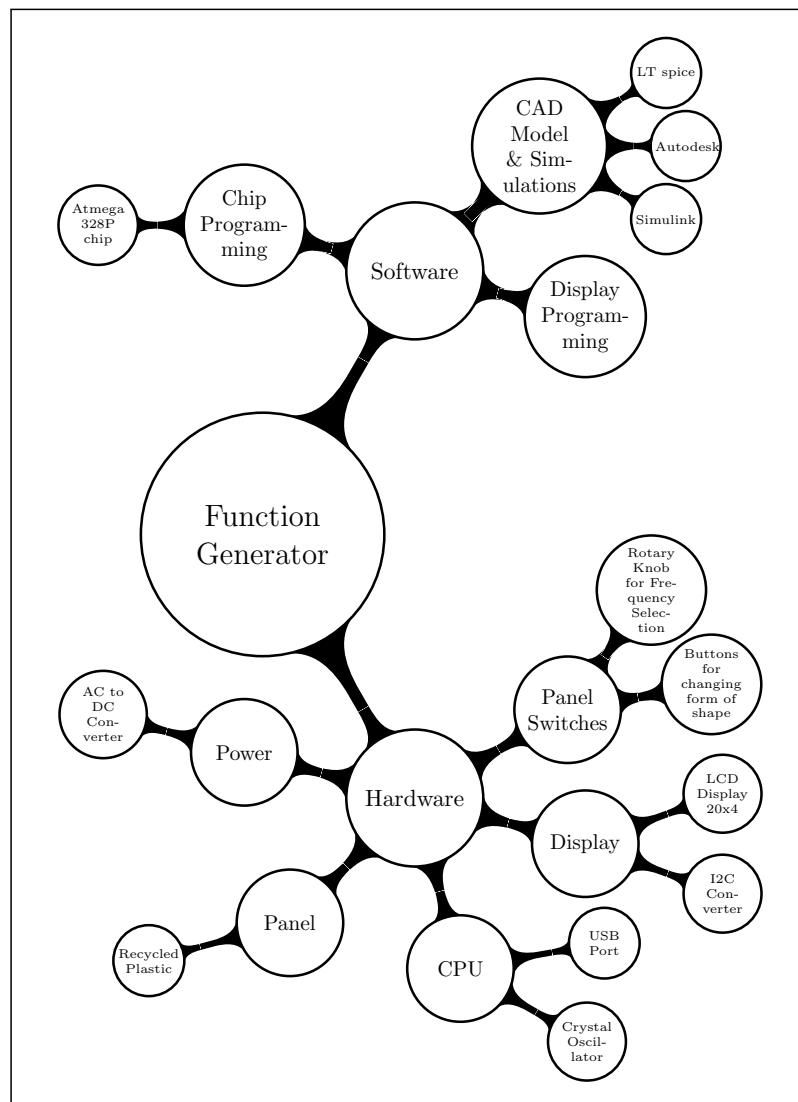 LT spice
CAD
Model
& Sim-
ulations
Autodesk
Simulink
Chip
Program-
ming
Atmega
328P
chip
Software
Display
Program-
ming
Function
Generator
Rotary
Knob
for Fre-
quency
Selec-
tion
Buttons
for
changing
form of
shape
Panel
Switches
AC to
DC
Con-
verter
Power
Hardware
LCD
Display
20x4
Display
I2C
Con-
verter
Panel
Recycled
Plastic
CPU
USB
Port
Crystal
Oscil-
lator